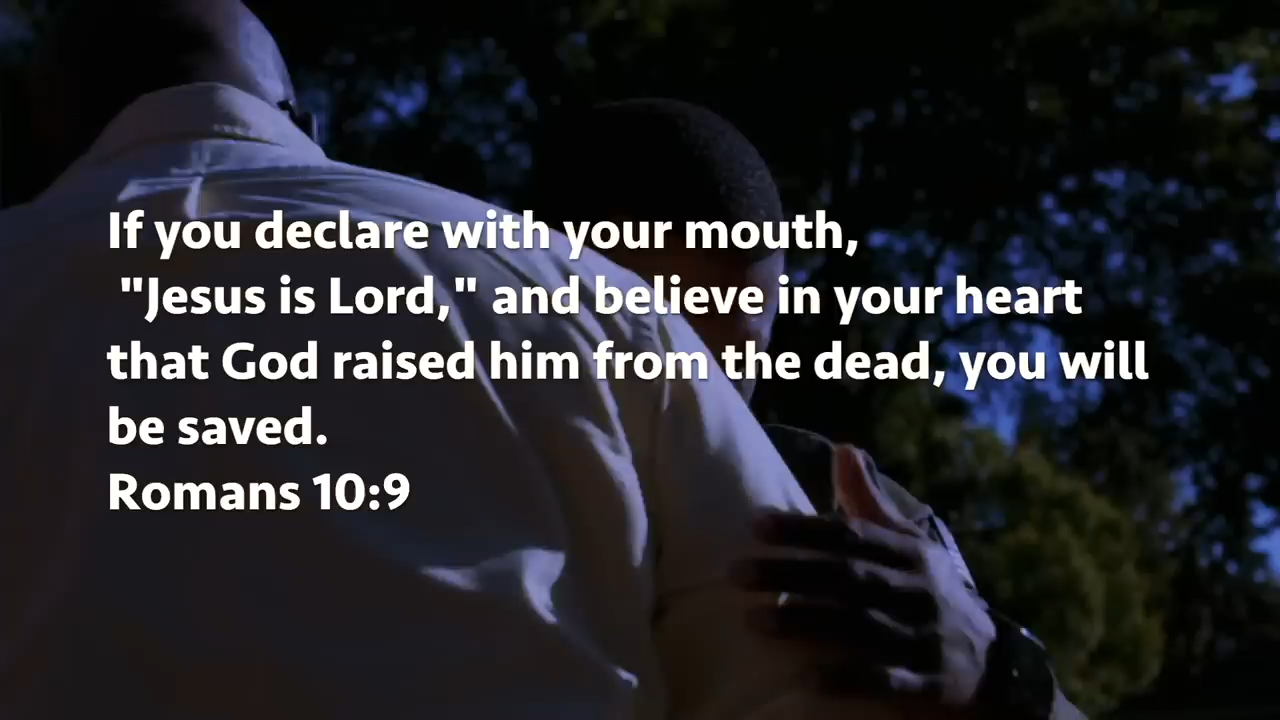 If you declare with your mouth,
"Jesus is Lord," and believe in your heart
that God raised him from the dead, you will
be saved.
Romans 10:9